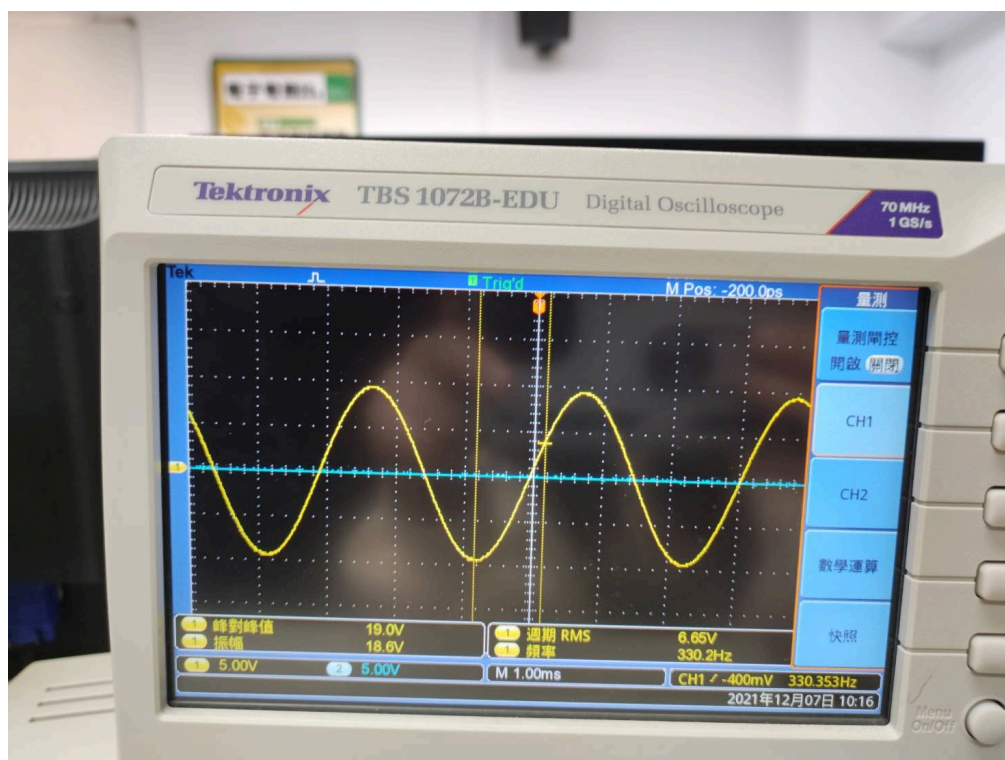 Tektronix TBS 1072B-EDU Digital Oscilloscope
70 MHz
1 GS/s
Tek
T Trig'd
M Pos: -200.0ps
量測
量測閘控
開啟 關閉
CH1
CH2
數學運算
快照
1
1 峰對峰值 19.0V
1 振幅 18.6V
1 週期 RMS 6.65V
1 頻率 330.2Hz
1 5.00V 2 5.00V M 1.00ms CH1 -400mV 330.353Hz
2021年12月07日 10:16
Menu
On/Off